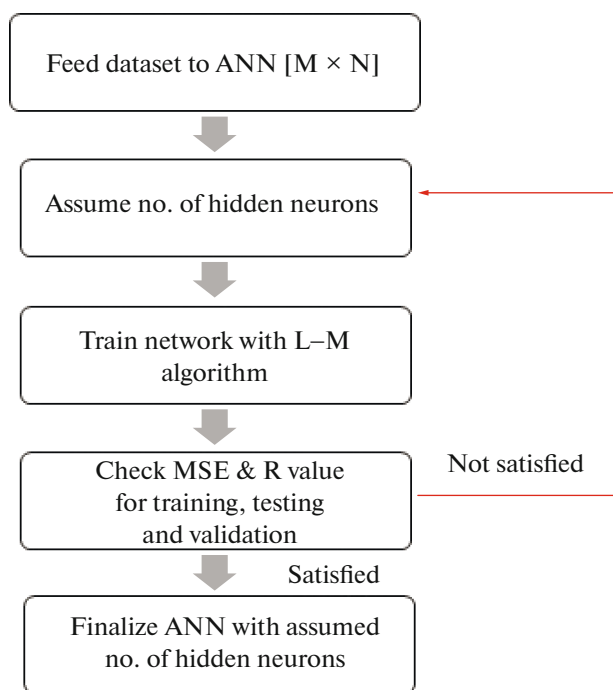 Feed dataset to ANN [M × N]
Assume no. of hidden neurons
Train network with L–M
algorithm
Check MSE & R value
for training, testing
and validation
Not satisfied
Satisfied
Finalize ANN with assumed
no. of hidden neurons